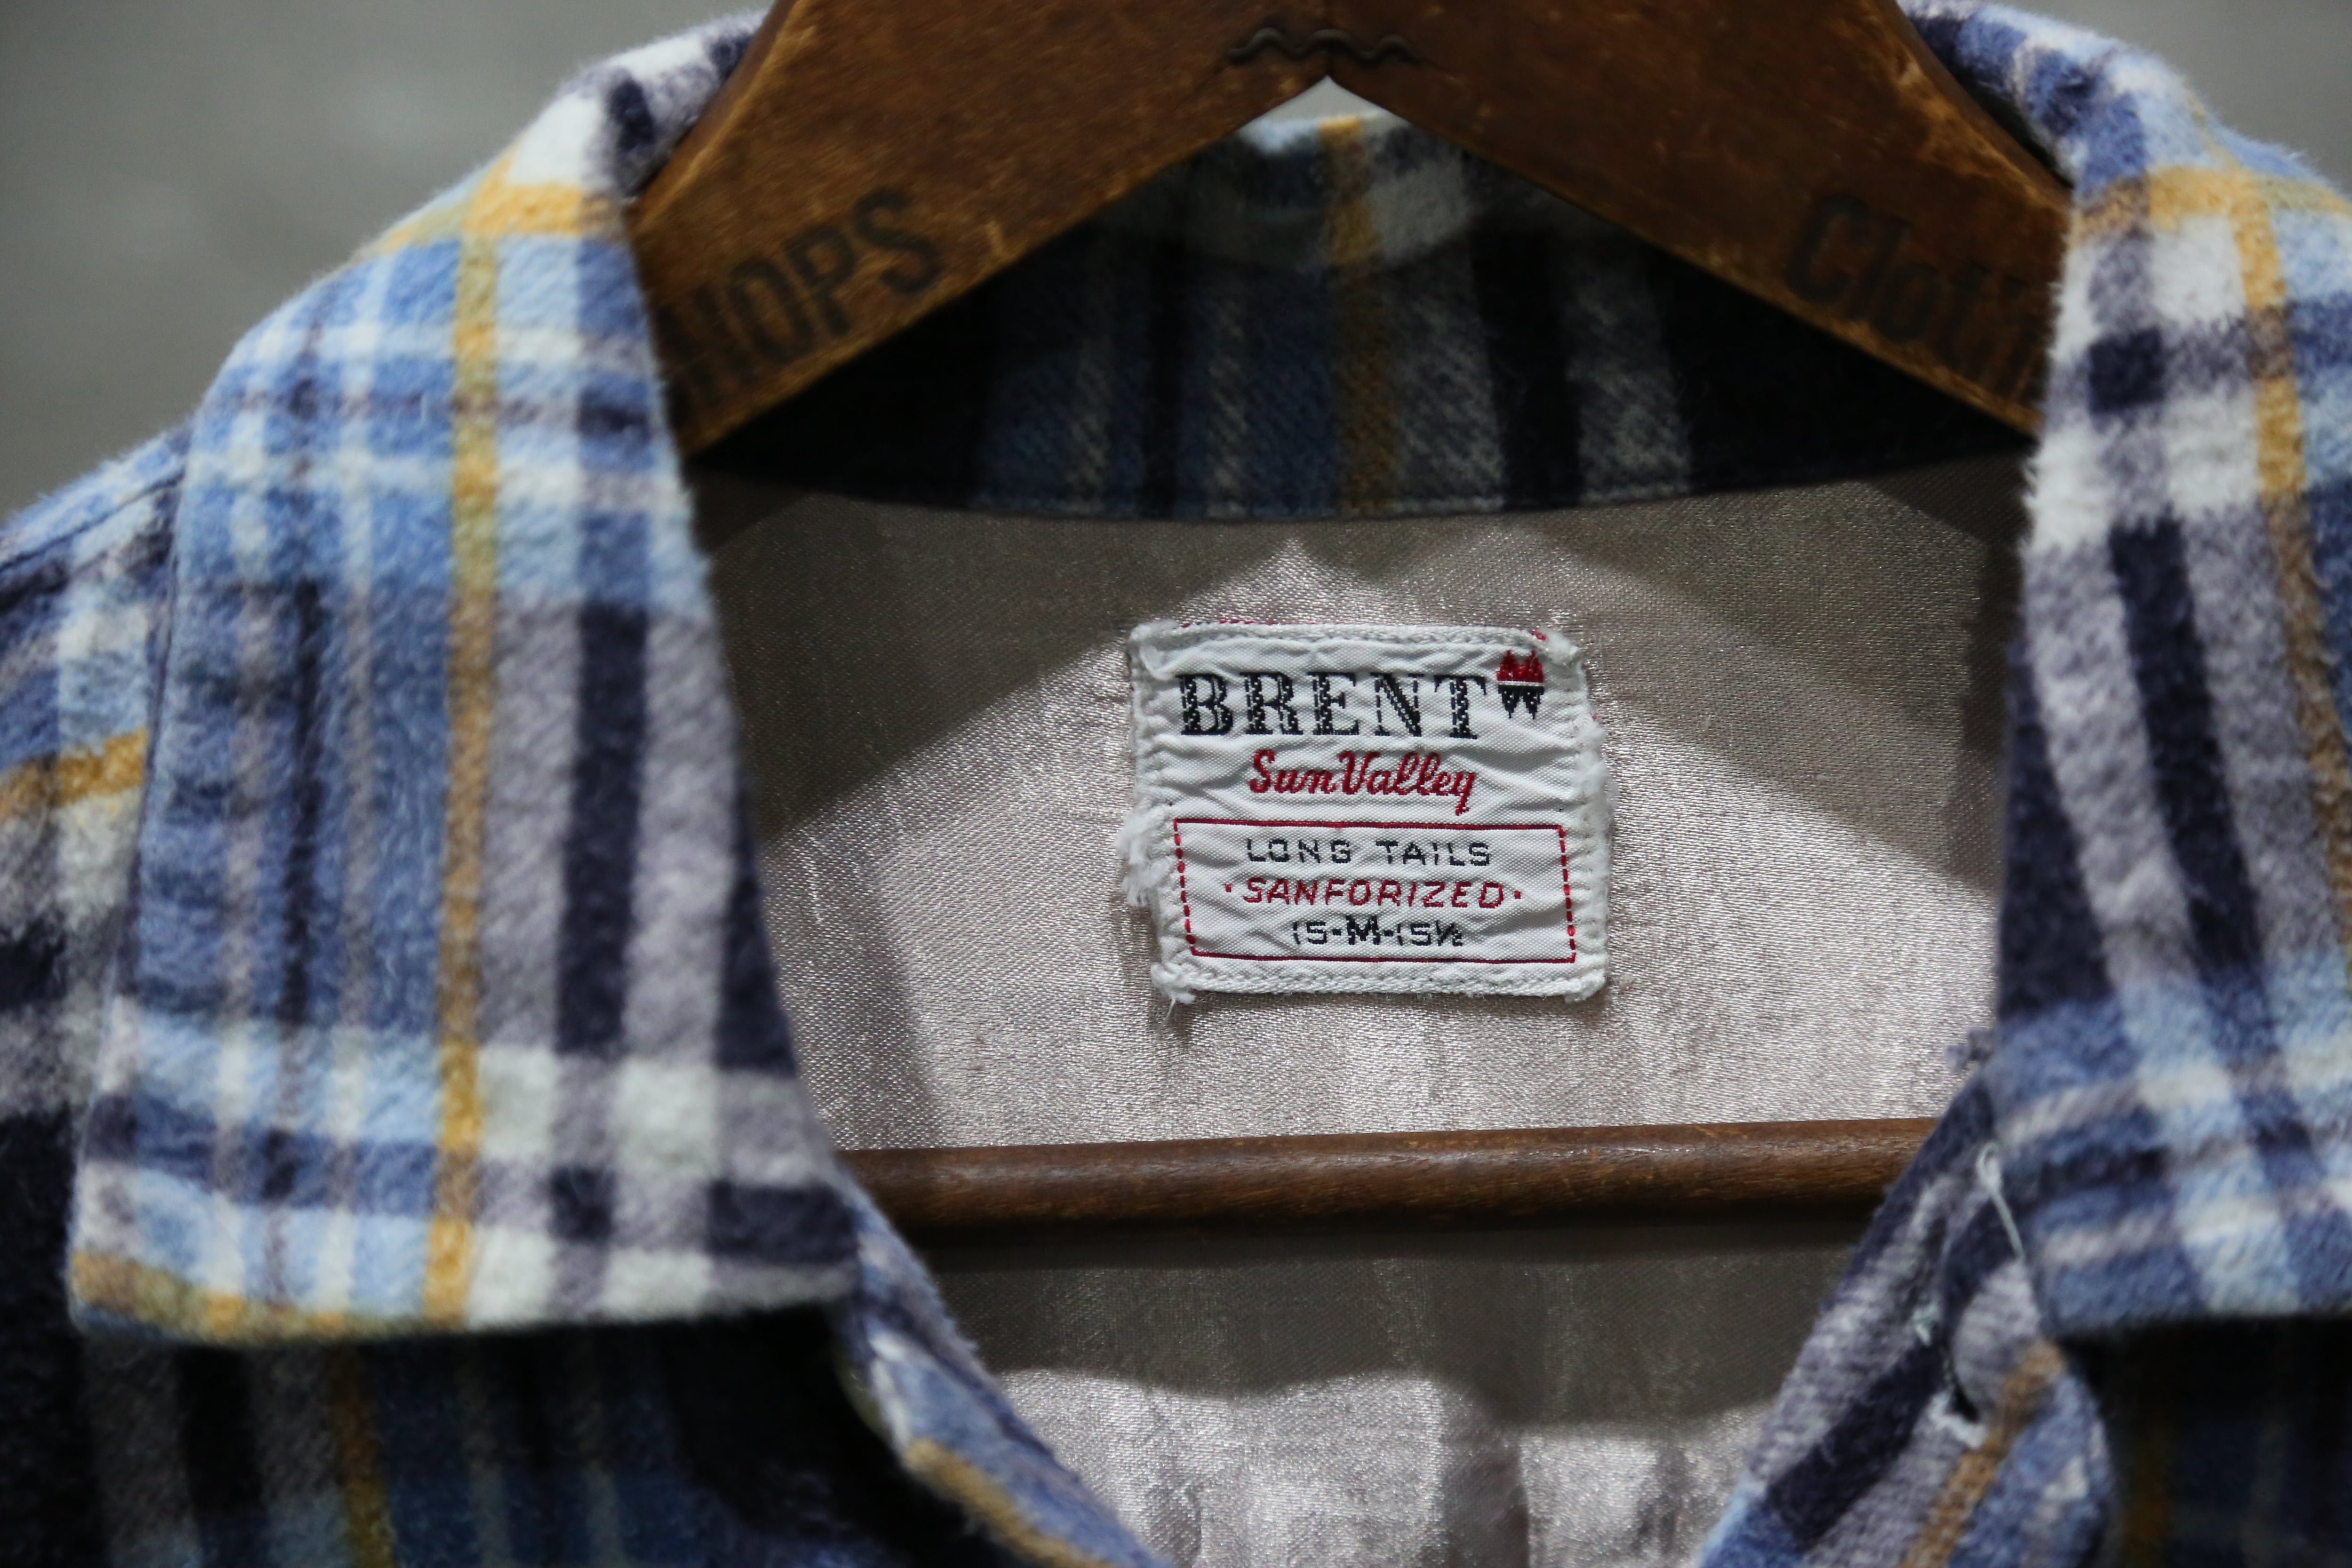 HOPS
BRENT
Sun Valley
LONG TAILS
·SANFORIZED·
15-M-15½